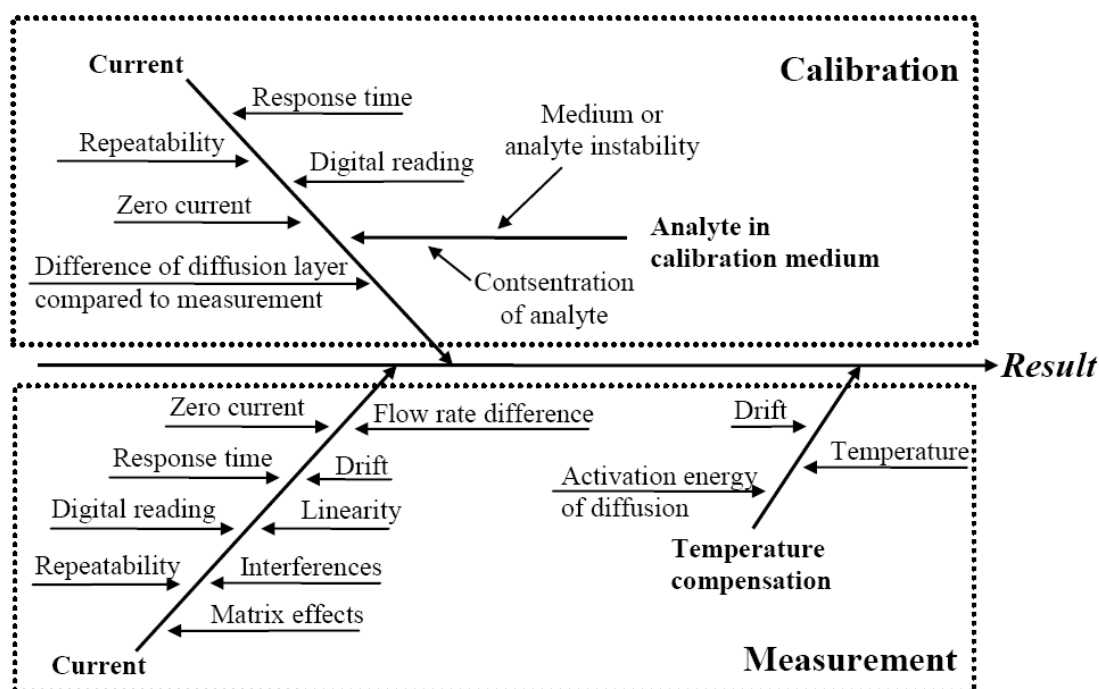 Current
Calibration
Response time
Medium or
analyte instability
Repeatability
Digital reading
Zero current
Analyte in
calibration medium
Difference of diffusion layer
compared to measurement
Contsentration
of analyte
Result
Zero current
Flow rate difference
Drift
Response time
Drift
Temperature
Activation energy
of diffusion
Digital reading
Linearity
Temperature
compensation
Repeatability
Interferences
Matrix effects
Current
Measurement